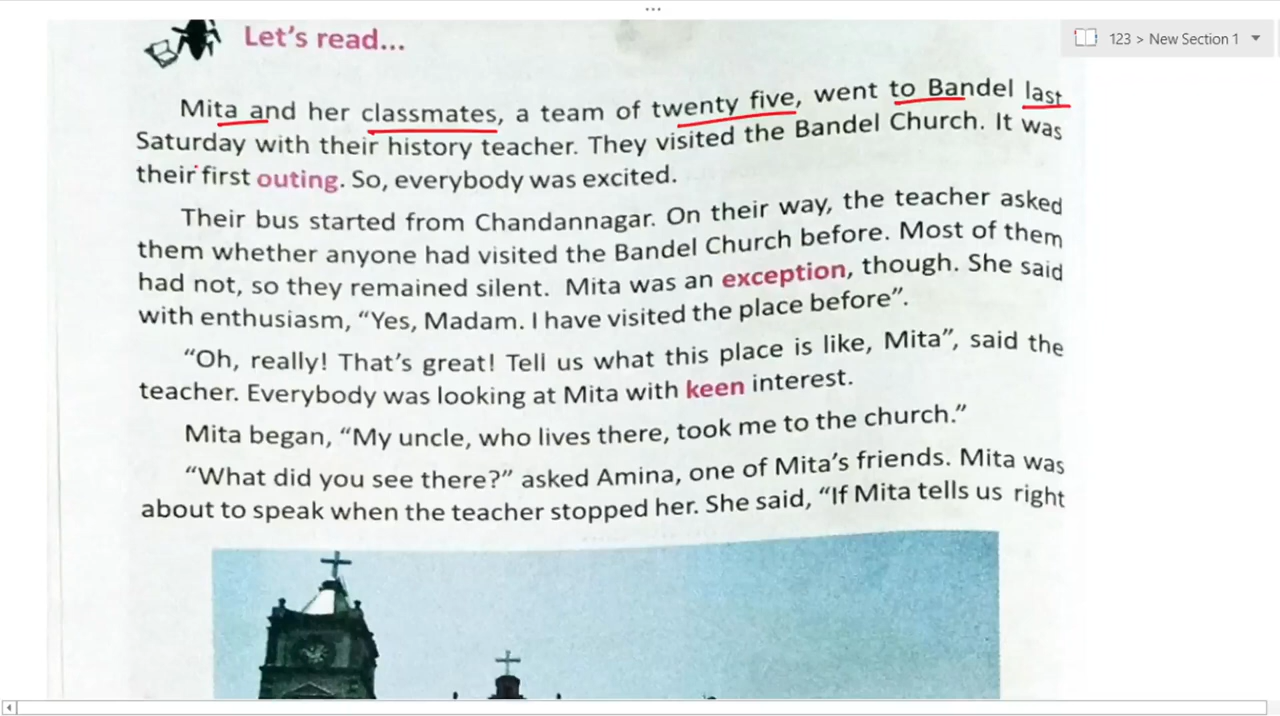 ...
123 > New Section 1
Let's read...
Mita and her classmates, a team of twenty five, went to Bandel last
Saturday with their history teacher. They visited the Bandel Church. It was
their first outing. So, everybody was excited.
Their bus started from Chandannagar. On their way, the teacher asked
them whether anyone had visited the Bandel Church before. Most of them
had not, so they remained silent. Mita was an exception, though. She said
with enthusiasm, “Yes, Madam. I have visited the place before”.
“Oh, really! That's great! Tell us what this place is like, Mita”, said the
teacher. Everybody was looking at Mita with keen interest.
Mita began, “My uncle, who lives there, took me to the church.”
“What did you see there?” asked Amina, one of Mita's friends. Mita was
about to speak when the teacher stopped her. She said, “If Mita tells us right